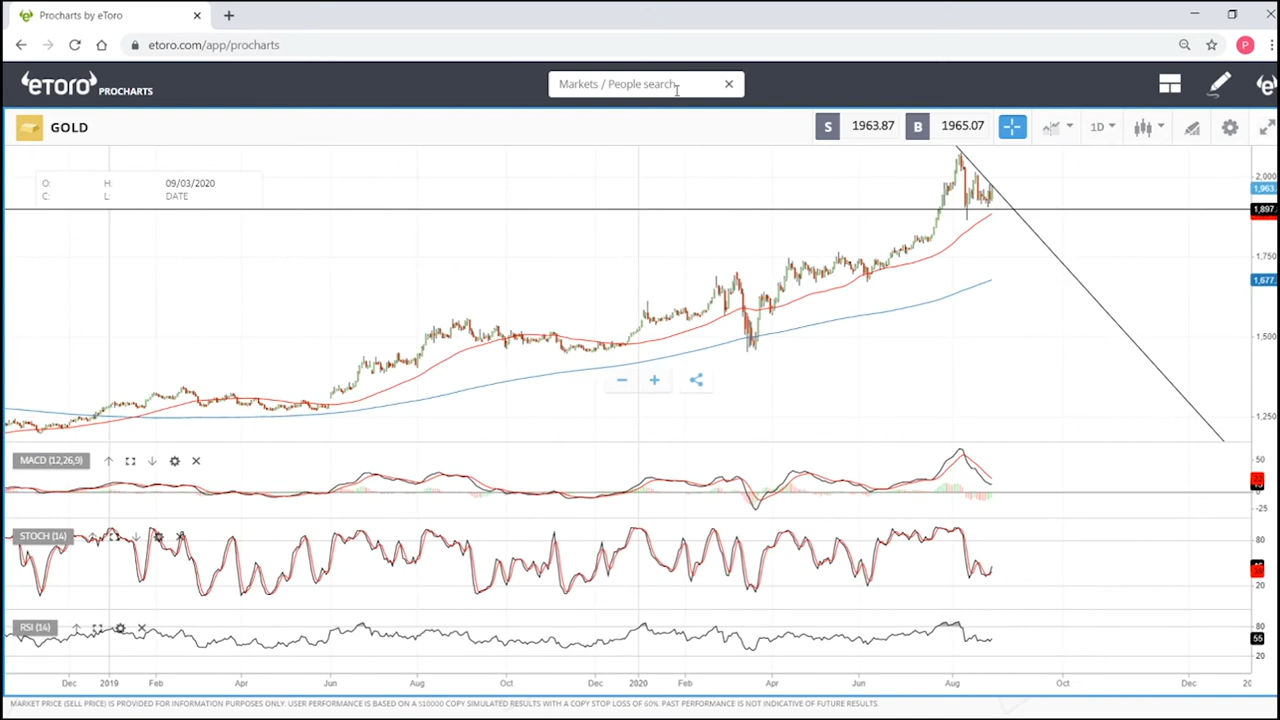 Procharts by eToro
etoro.com/app/procharts
P
eTORO PROCHARTS
Markets / People search
GOLD
S 1963.87 B 1965.07
1D
O: H: 09/03/2020
C: L: DATE
2,000
1,963
1,897
1,750
1,677
1,500
1,250
MACD (12,26,9)
50
0
-25
STOCH (14)
80
20
RSI (14)
80
55
20
Dec 2019 Feb Apr Jun Aug Oct Dec 2020 Feb Apr Jun Aug Oct Dec 20
MARKET PRICE (SELL PRICE) IS PROVIDED FOR INFORMATION PURPOSES ONLY. USER PERFORMANCE IS BASED ON A $10000 COPY SIMULATED RESULTS WITH A COPY STOP LOSS OF 60%. PAST PERFORMANCE IS NOT INDICATIVE OF FUTURE RESULTS.